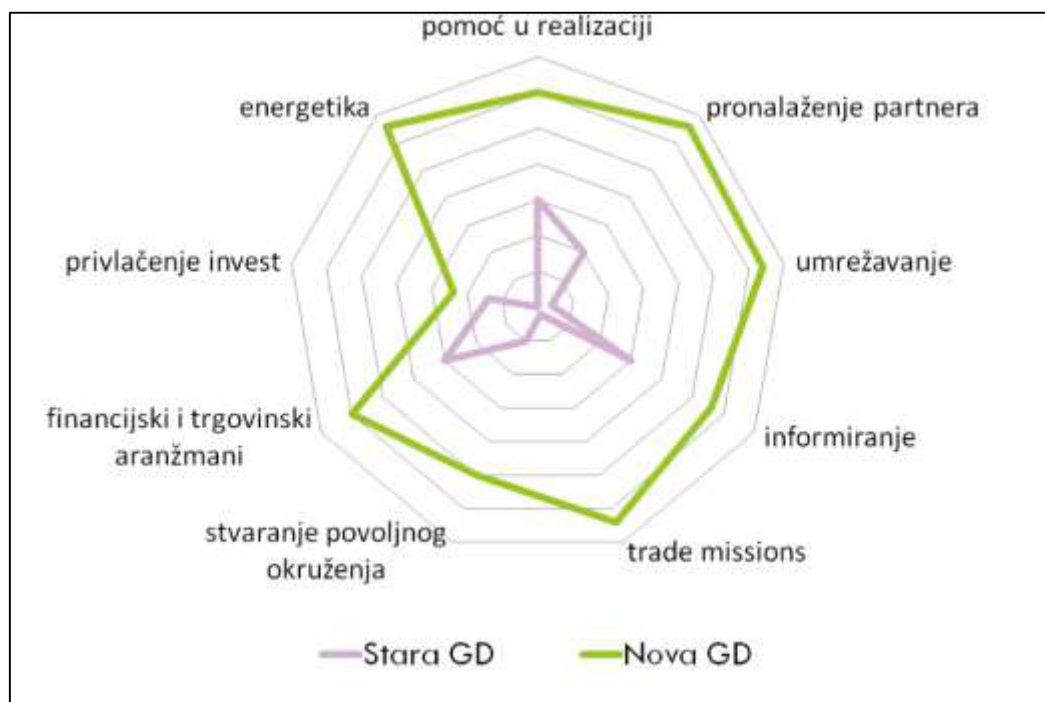 pomoć u realizaciji
energetika
pronalaženje partnera
privlačenje invest
umrežavanje
financijski i trgovinski
aranžmani
informiranje
stvaranje povoljnog
okruženja
trade missions
Stara GD
Nova GD